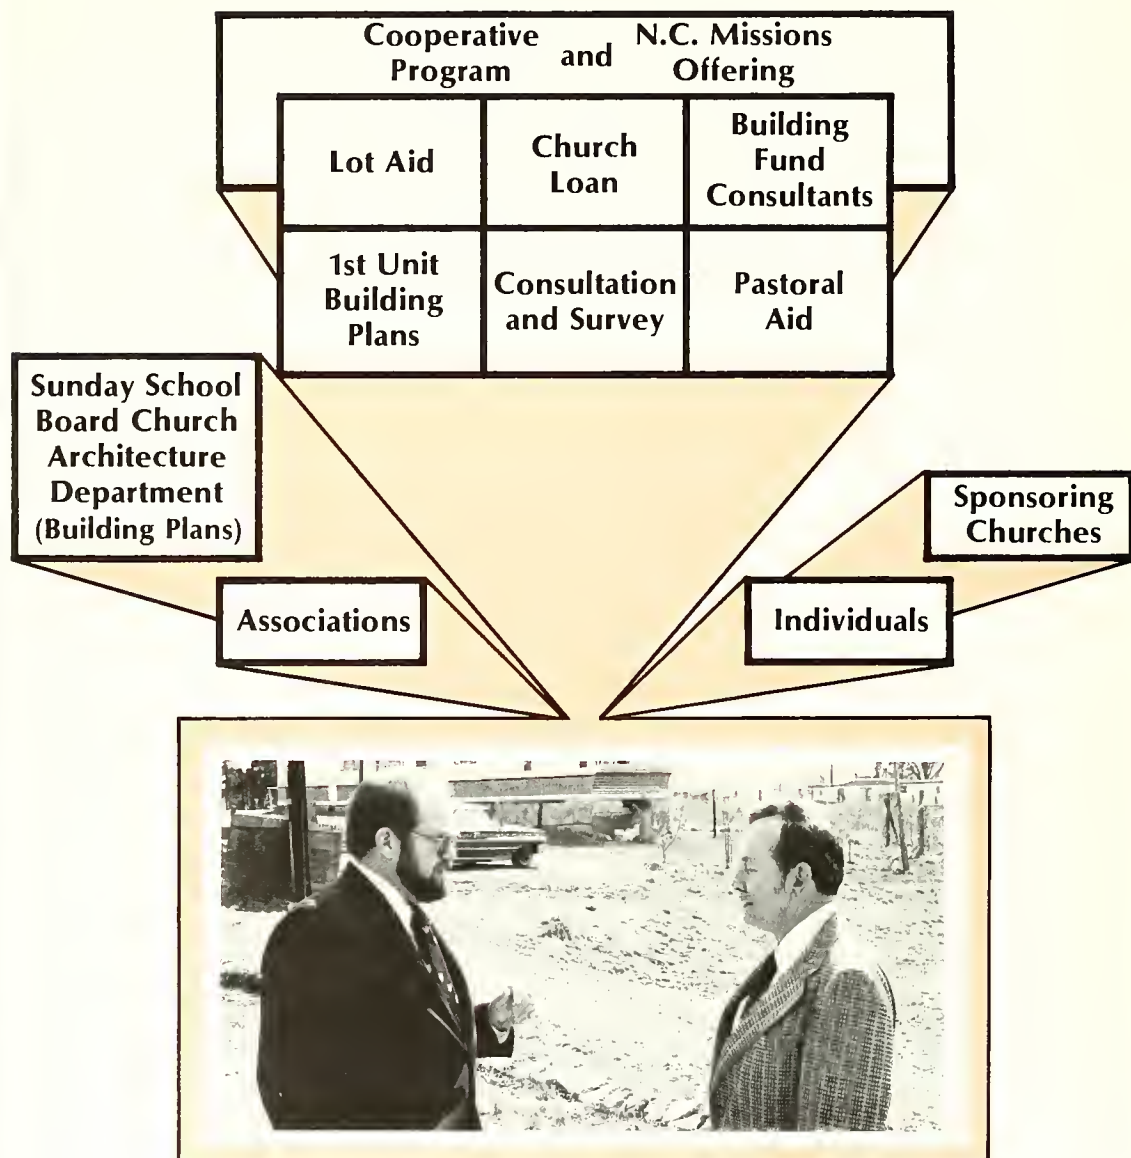 Cooperative Program and N.C. Missions Offering
Lot Aid
Church
Loan
Building
Fund
Consultants
1st Unit
Building
Plans
Consultation
and Survey
Pastoral
Aid
Sunday School
Board Church
Architecture
Department
(Building Plans)
Sponsoring
Churches
Associations
Individuals